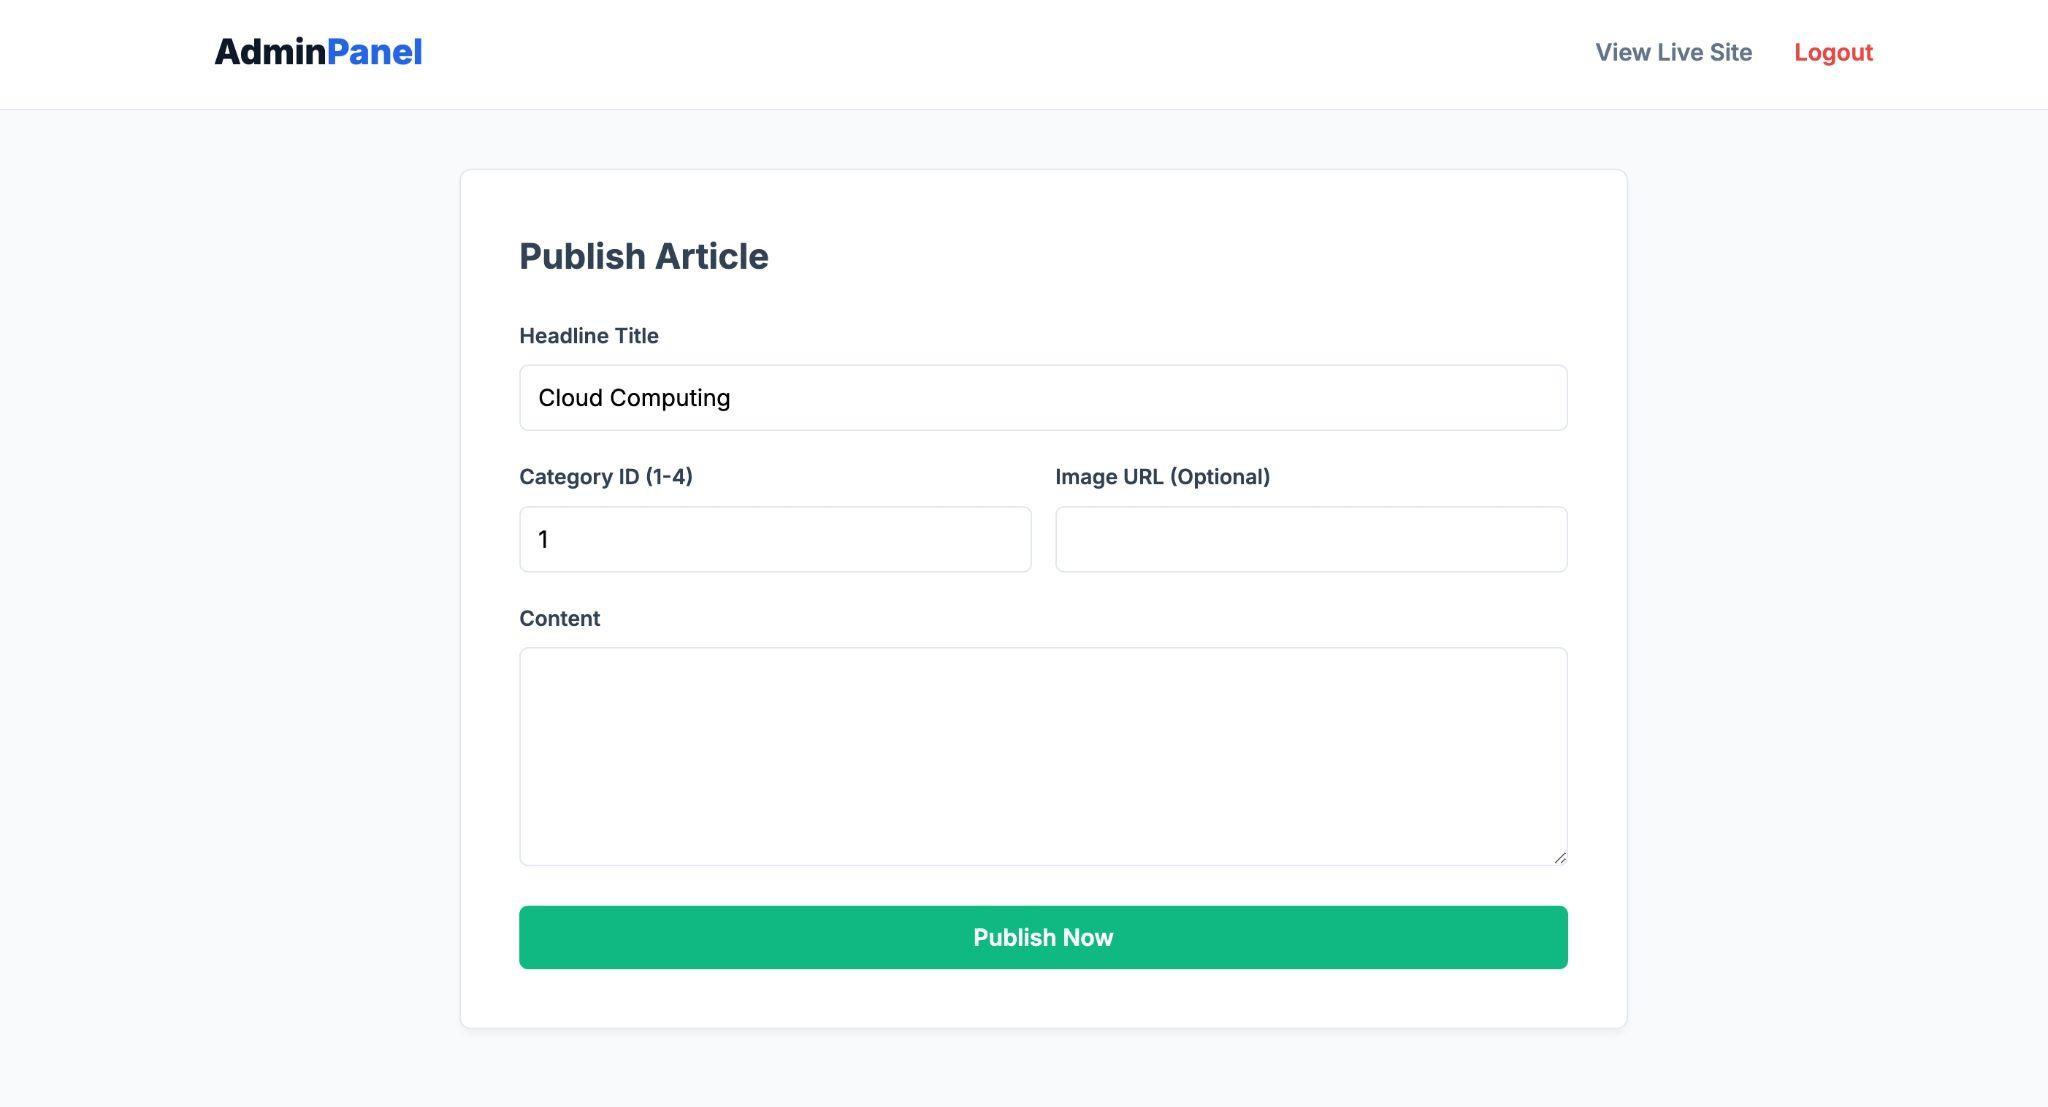 AdminPanel
View Live Site
Logout
Publish Article
Headline Title
Cloud Computing
Category ID (1-4)
Image URL (Optional)
1
Content
Publish Now